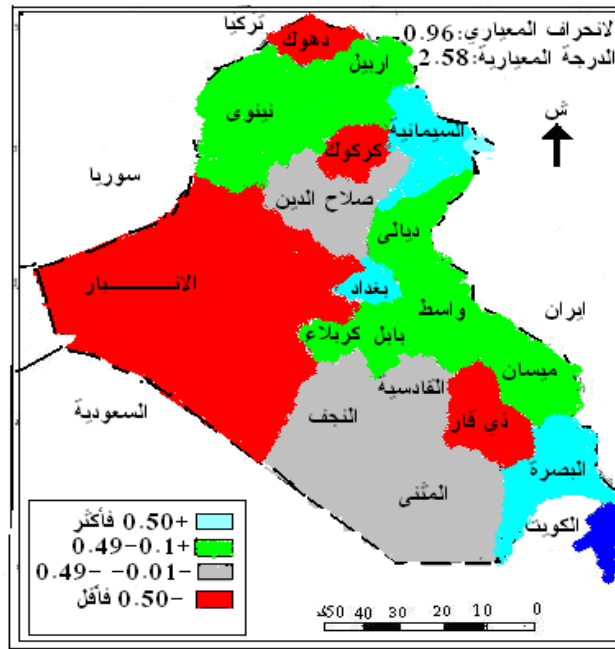 الانحراف المعياري:0.96
الدرجة المعيارية:2.58
تركيا
دهوك
اربيل
نينوى
السيمانية
ش
كركوك
سوريا
صلاح الدين
ديالى
الانبار
بغداد
واسط
ايران
بابل
كربلاء
ميسان
القادسية
السعودية
النجف
ذي قار
البصرة
المثنى
الكويت
+0.50 فأكثر
+0.1-0.49
-0.01- -0.49
-0.50 فأقل
50كم 40 30 20 10 0